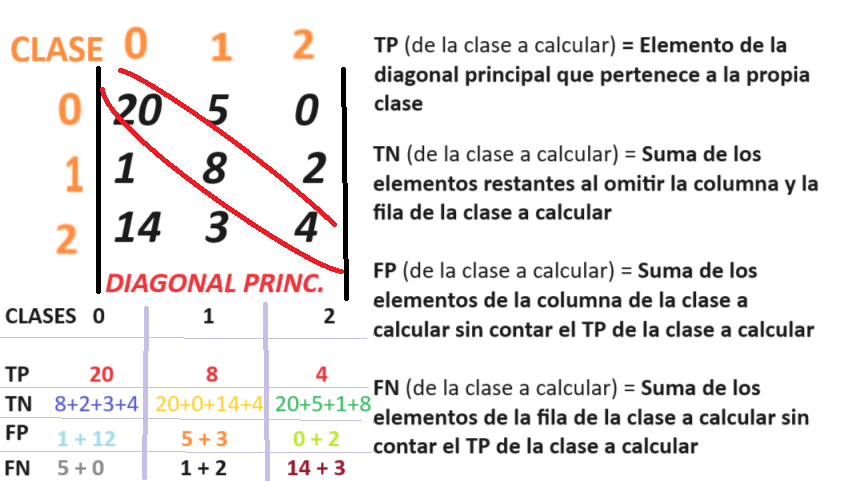 CLASE 0 1 2
0 20 5 0
1 1 8 2
2 14 3 4
DIAGONAL PRINC.
CLASES 0 1 2
TP 20 8 4
TN 8+2+3+4 20+0+14+4 20+5+1+8
FP 1 + 12 5 + 3 0 + 2
FN 5 + 0 1 + 2 14 + 3
TP (de la clase a calcular) = Elemento de la
diagonal principal que pertenece a la propia
clase
TN (de la clase a calcular) = Suma de los
elementos restantes al omitir la columna y la
fila de la clase a calcular
FP (de la clase a calcular) = Suma de los
elementos de la columna de la clase a
calcular sin contar el TP de la clase a calcular
FN (de la clase a calcular) = Suma de los
elementos de la fila de la clase a calcular sin
contar el TP de la clase a calcular